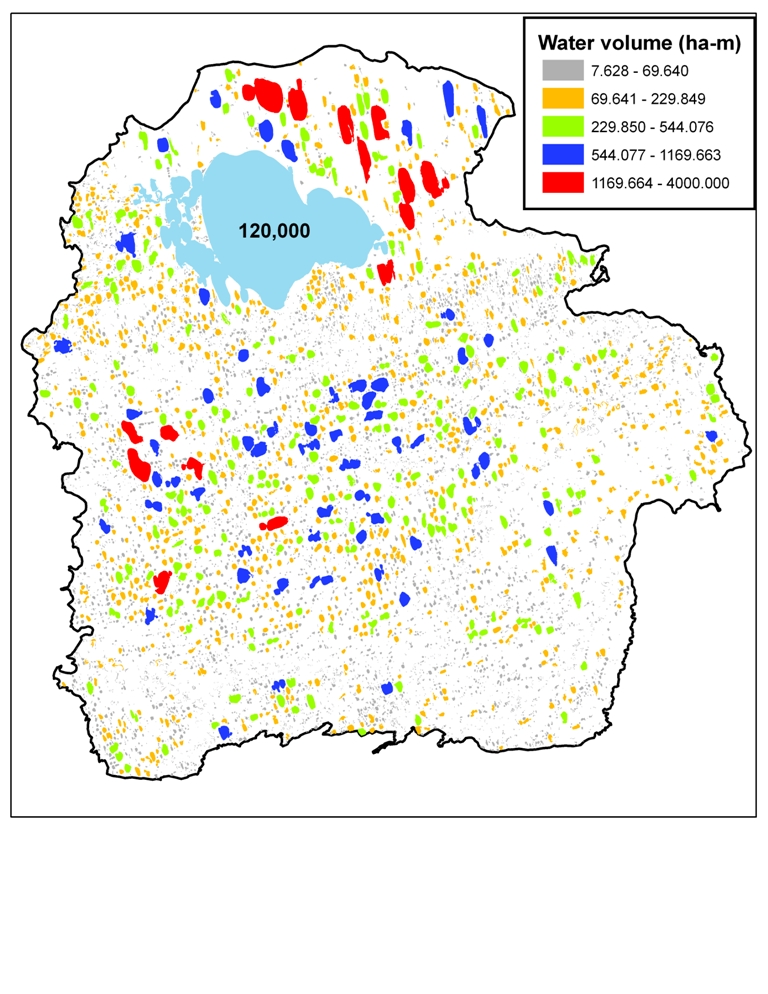 Water volume (ha-m)
7.628 - 69.640
69.641 - 229.849
229.850 - 544.076
544.077 - 1169.663
1169.664 - 4000.000
120,000